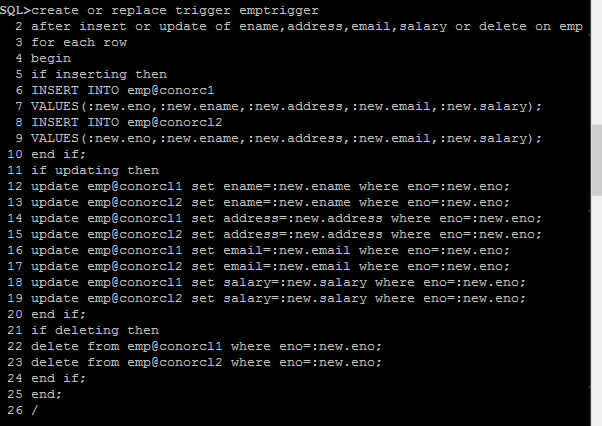 SQL>create or replace trigger emptrigger
2 after insert or update of ename,address,email,salary or delete on emp
3 for each row
4 begin
5 if inserting then
6 INSERT INTO emp@conorc1
7 VALUES(:new.eno,:new.ename,:new.address,:new.email,:new.salary);
8 INSERT INTO emp@conorcl2
9 VALUES(:new.eno,:new.ename,:new.address,:new.email,:new.salary);
10 end if;
11 if updating then
12 update emp@conorcl1 set ename=:new.ename where eno=:new.eno;
13 update emp@conorcl2 set ename=:new.ename where eno=:new.eno;
14 update emp@conorcl1 set address=:new.address where eno=:new.eno;
15 update emp@conorcl2 set address=:new.address where eno=:new.eno;
16 update emp@conorcl1 set email=:new.email where eno=:new.eno;
17 update emp@conorcl2 set email=:new.email where eno=:new.eno;
18 update emp@conorcl1 set salary=:new.salary where eno=:new.eno;
19 update emp@conorcl2 set salary=:new.salary where eno=:new.eno;
20 end if;
21 if deleting then
22 delete from emp@conorcl1 where eno=:new.eno;
23 delete from emp@conorcl2 where eno=:new.eno;
24 end if;
25 end;
26 /